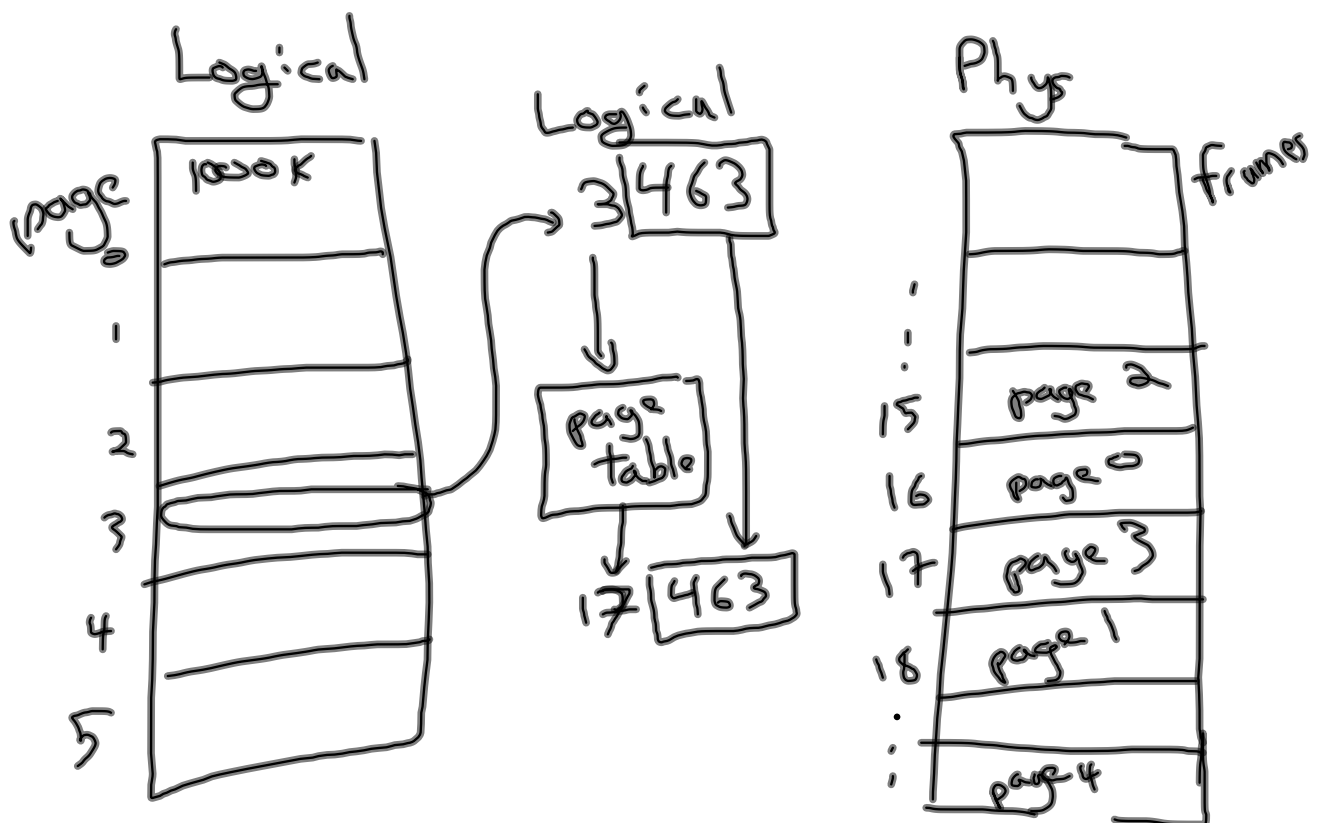 Logical
1000 K
page
0
1
2
3
4
5
Logical
3 463
page
table
17 463
Phys
frames
15 page 2
16 page 0
17 page 3
18 page 1
page 4